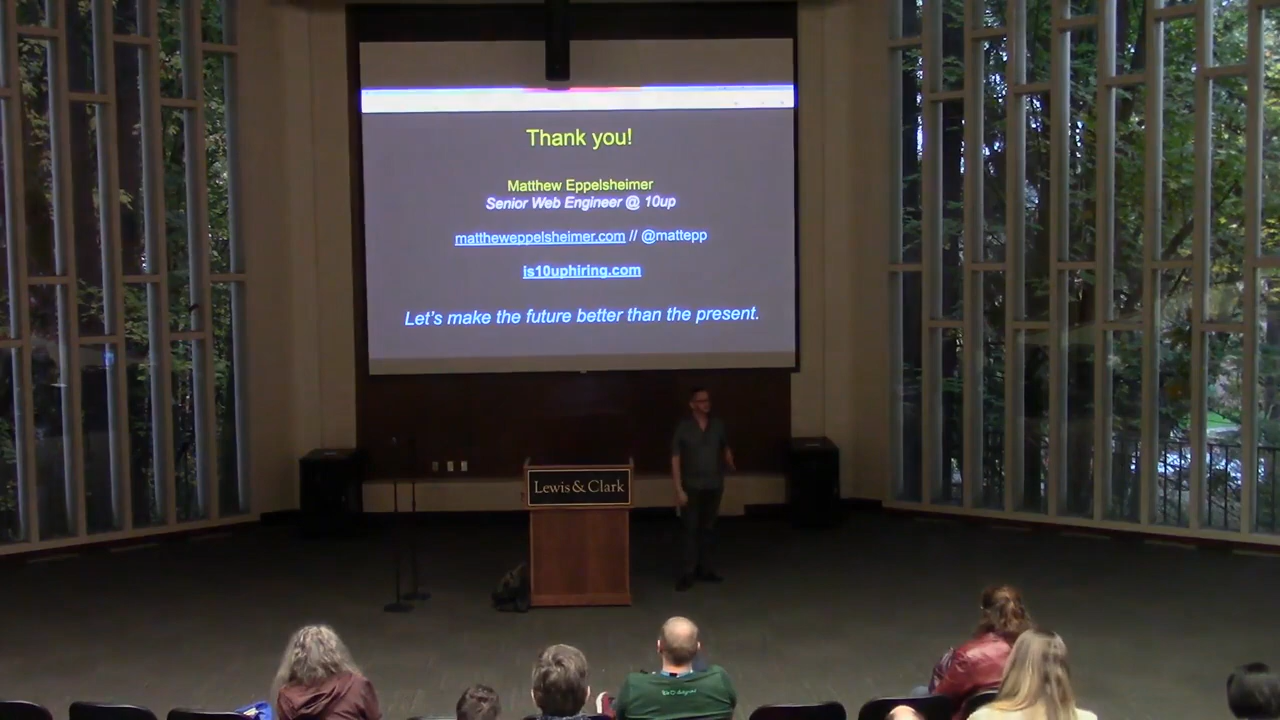 Thank you!
Matthew Eppelsheimer
Senior Web Engineer @ 10up
mattheweppelsheimer.com // @mattepp
is10uphiring.com
Let's make the future better than the present.
Lewis & Clark